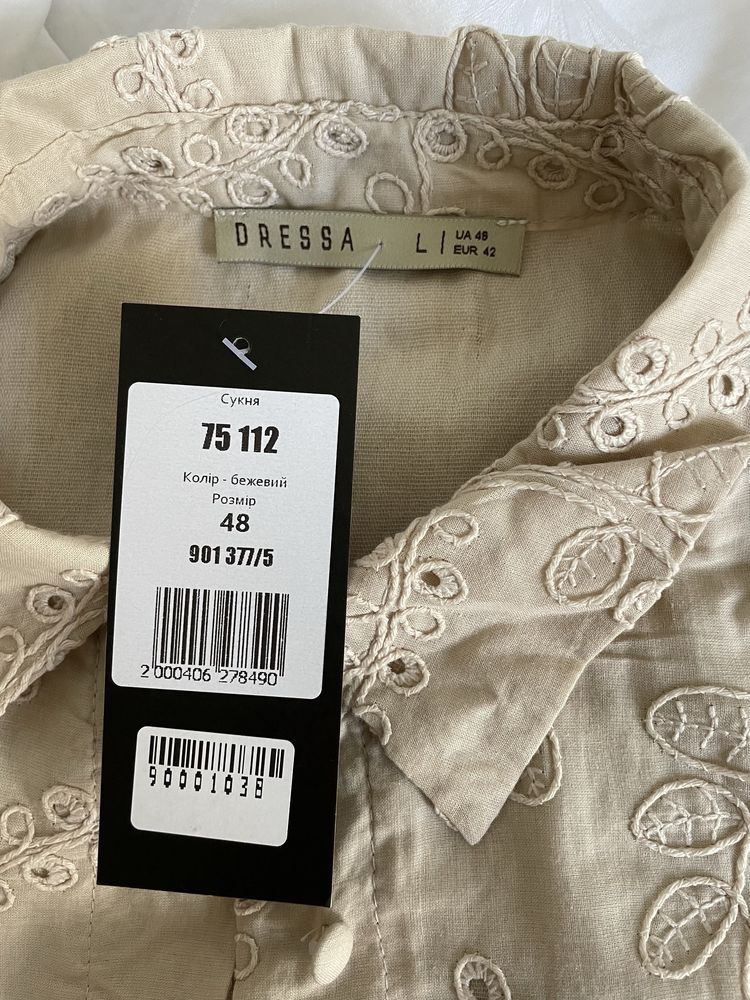 DRESSA L
UA 48
EUR 42
Сукня
75 112
Колір - бежевий
Розмір
48
901 377/5
2 000406 278490
90001038